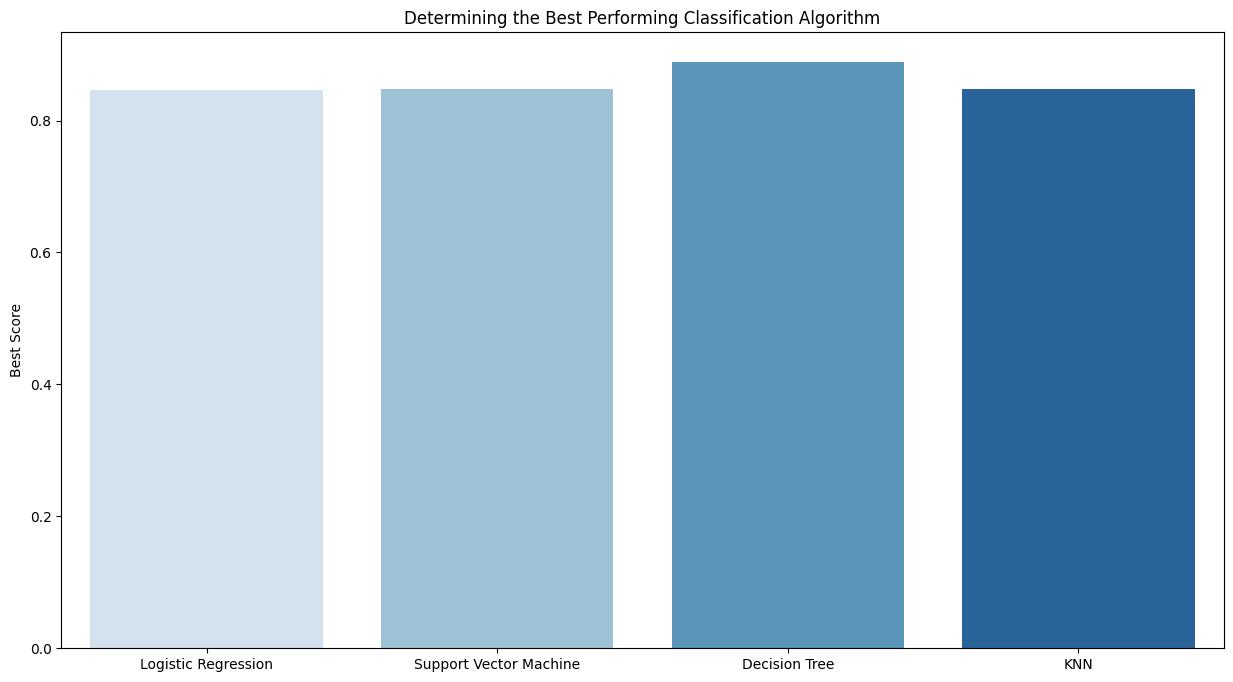 Determining the Best Performing Classification Algorithm
Best Score
0.8
0.6
0.4
0.2
0.0
Logistic Regression
Support Vector Machine
Decision Tree
KNN